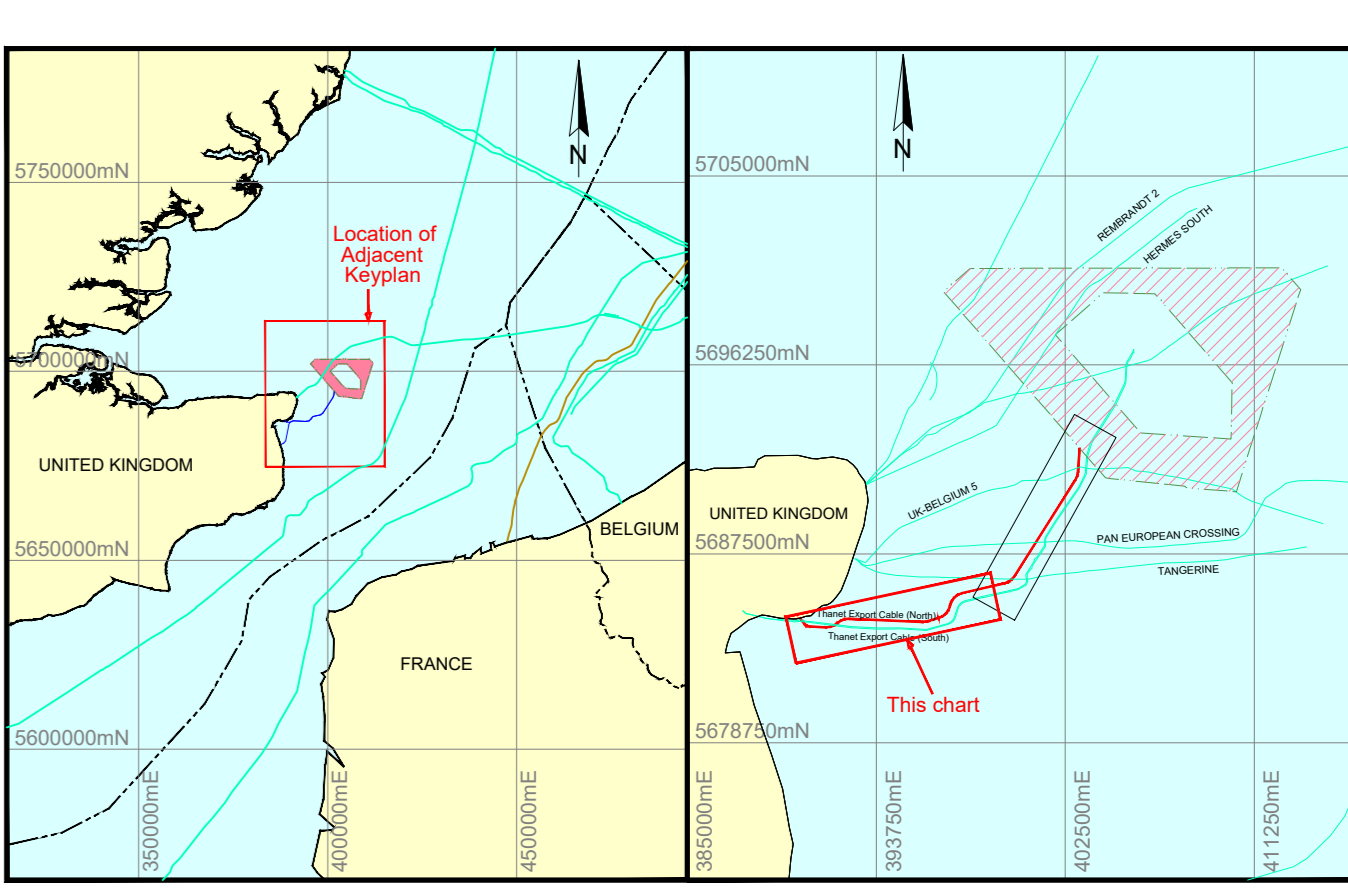 N
5750000mN
Location of
Adjacent
Keyplan
5700000mN
UNITED KINGDOM
BELGIUM
5650000mN
FRANCE
5600000mN
350000mE
400000mE
450000mE
N
5705000mN
REMBRANDT 2
HERMES SOUTH
5696250mN
UK-BELGIUM 5
UNITED KINGDOM
PAN EUROPEAN CROSSING
5687500mN
TANGERINE
Thanet Export Cable (North)
Thanet Export Cable (South)
This chart
5678750mN
385000mE
393750mE
402500mE
411250mE